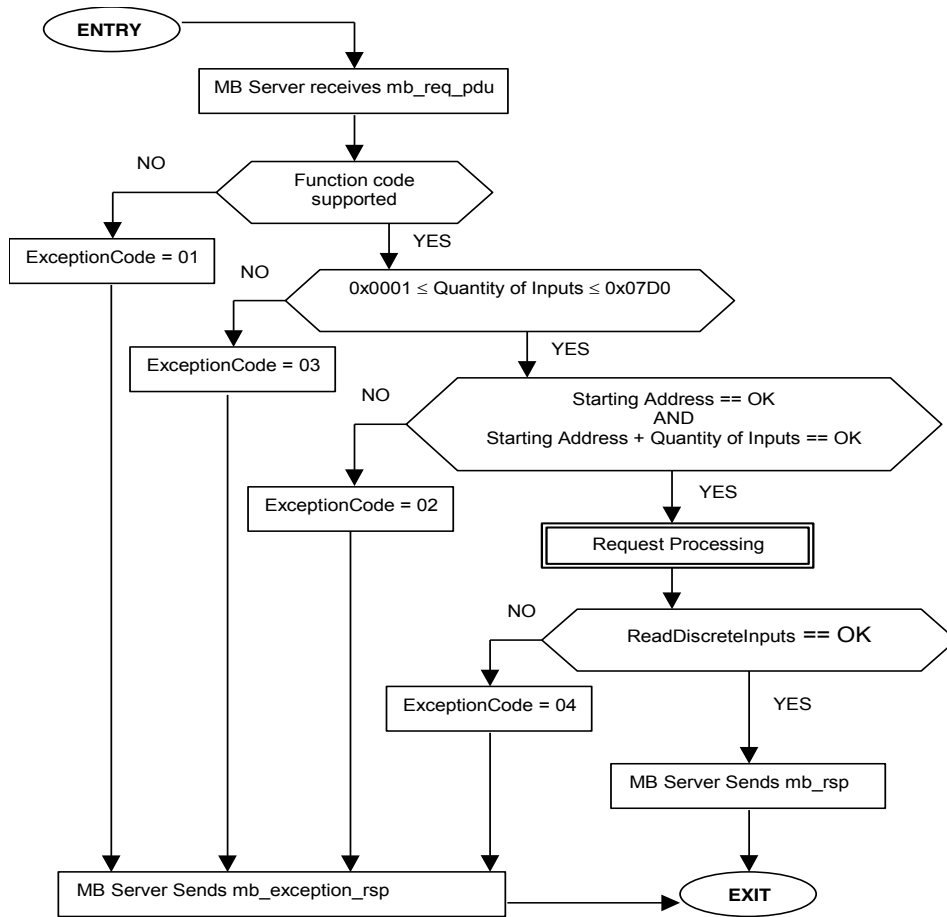 ENTRY
MB Server receives mb_req_pdu
NO
Function code
supported
YES
ExceptionCode = 01
NO
0x0001 ≤ Quantity of Inputs ≤ 0x07D0
YES
ExceptionCode = 03
NO
Starting Address == OK
AND
Starting Address + Quantity of Inputs == OK
YES
ExceptionCode = 02
Request Processing
NO
ReadDiscreteInputs == OK
YES
ExceptionCode = 04
MB Server Sends mb_rsp
MB Server Sends mb_exception_rsp
EXIT